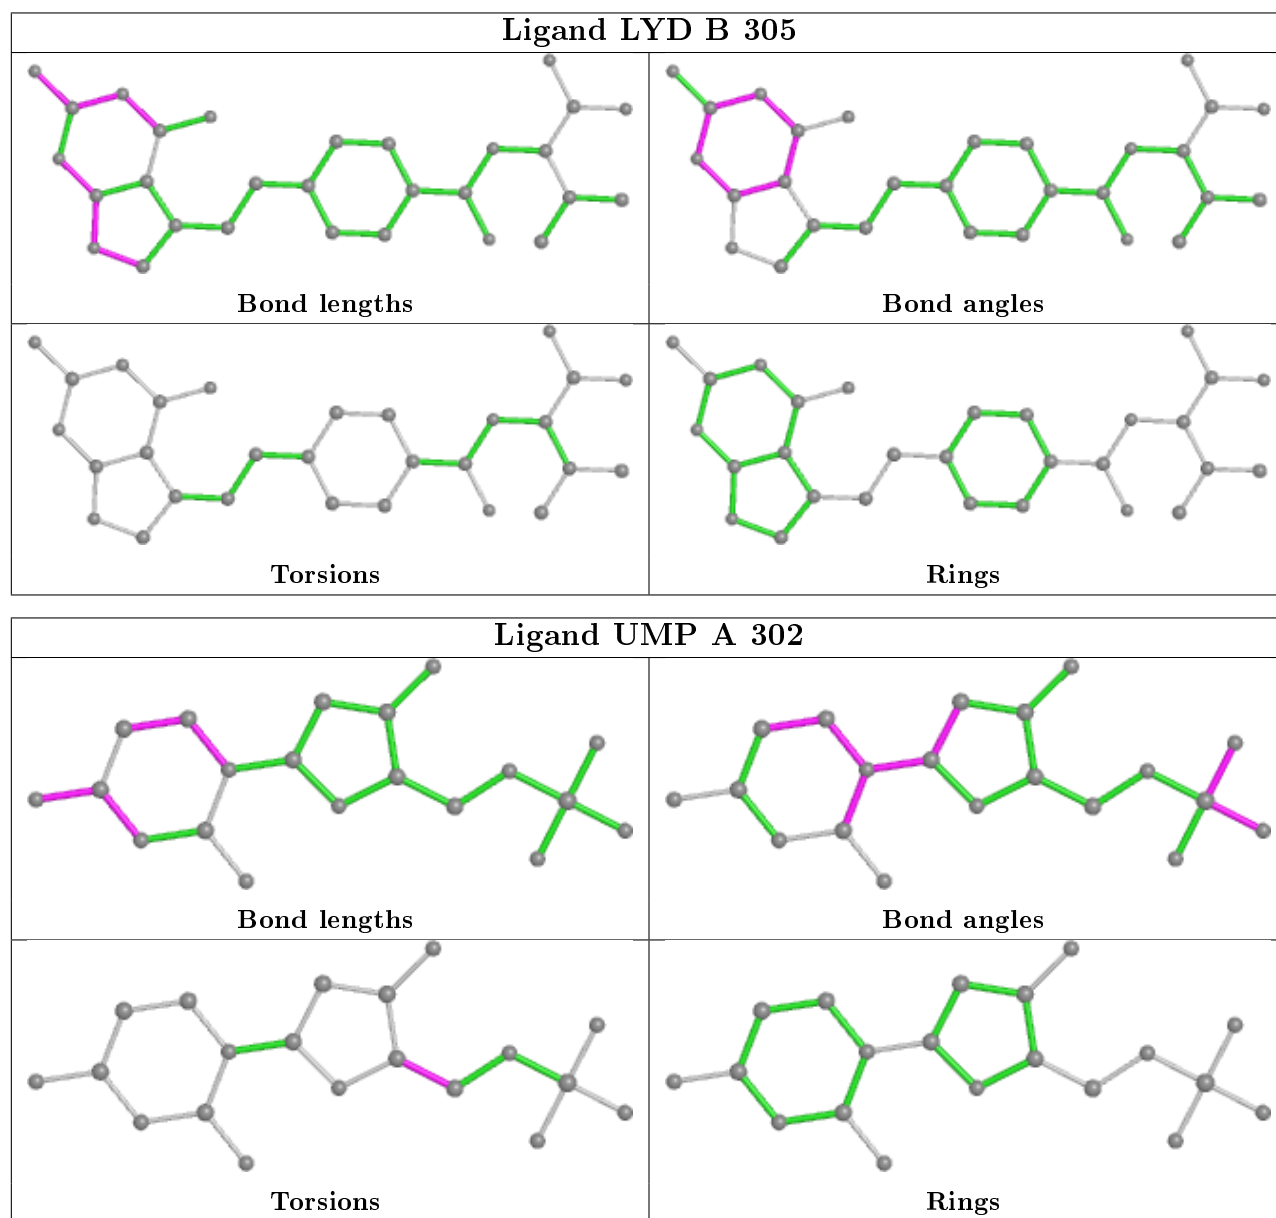 Ligand LYD B 305
Bond lengths
Bond angles
Torsions
Rings
Ligand UMP A 302
Bond lengths
Bond angles
Torsions
Rings